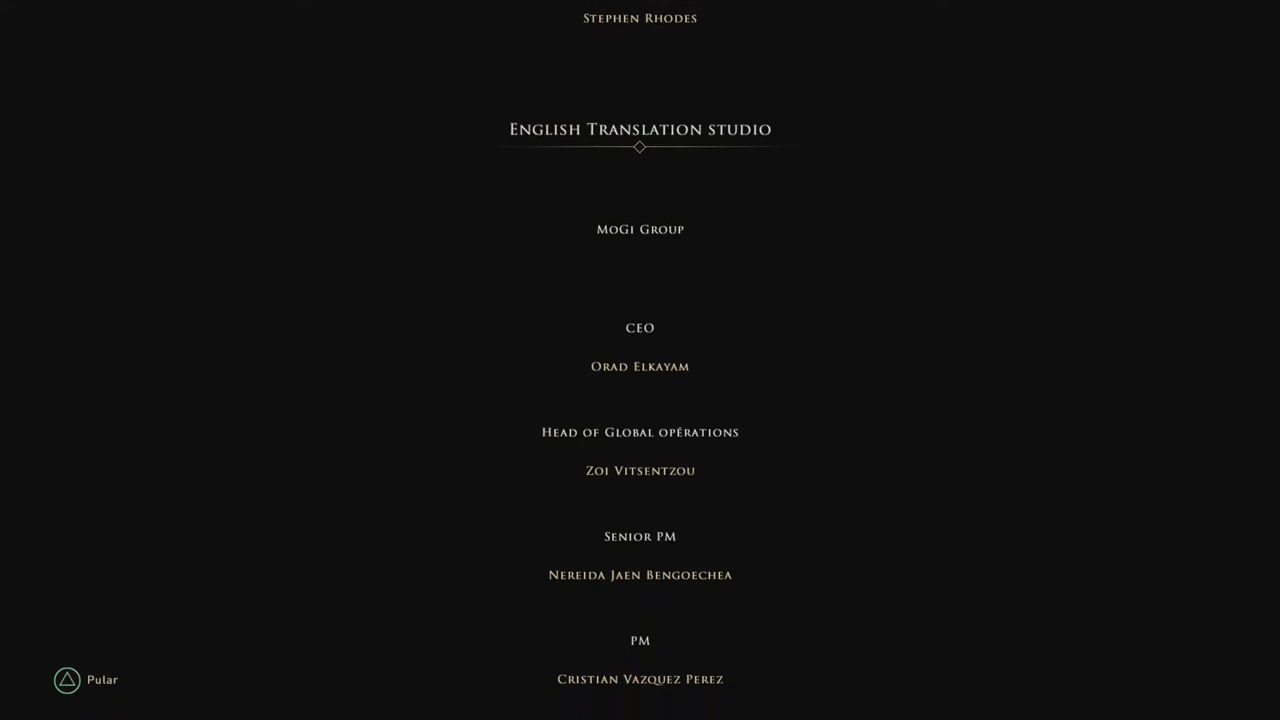 Stephen Rhodes
English Translation studio
MoGi Group
CEO
Orad Elkayam
Head of Global opérations
Zoi Vitsentzou
Senior PM
Nereida Jaen Bengoechea
PM
Cristian Vazquez Perez
Pular